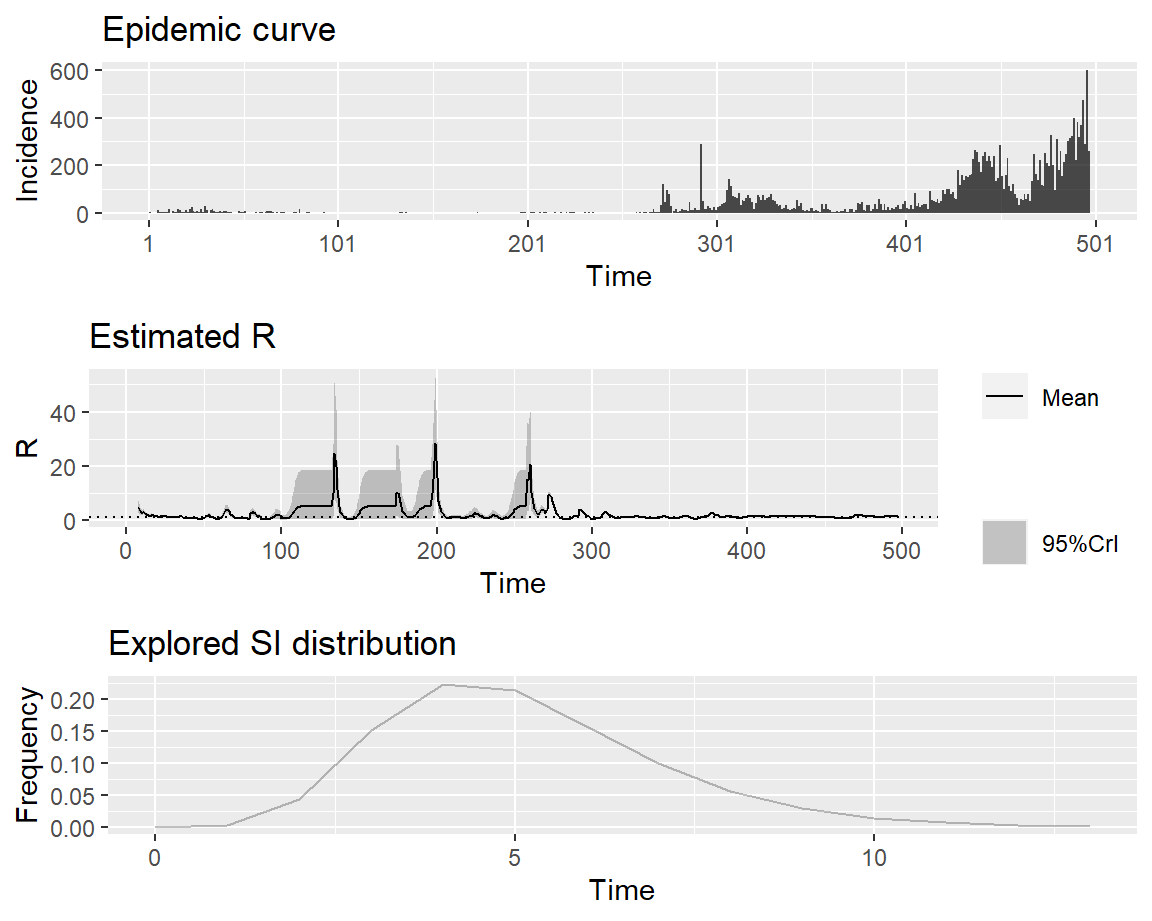 Epidemic curve
600
400
200
0
Incidence
1 101 201 301 401 501
Time
Estimated R
40
20
0
R
0 100 200 300 400 500
Time
Mean
95%CrI
Explored SI distribution
0.20
0.15
0.10
0.05
0.00
Frequency
0 5 10
Time